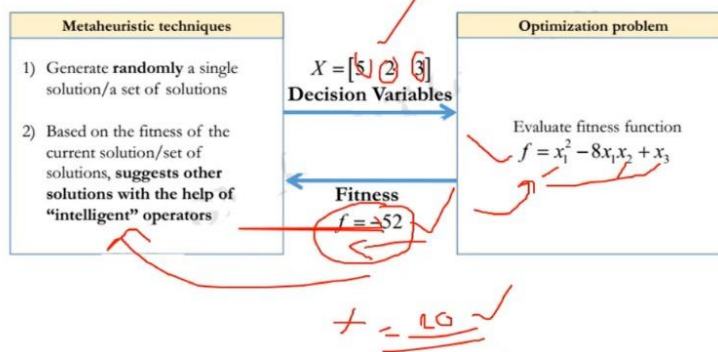 Metaheuristic techniques
1) Generate randomly a single
solution/a set of solutions
2) Based on the fitness of the
current solution/set of
solutions, suggests other
solutions with the help of
“intelligent” operators
X = [5 2 3]
Decision Variables
Fitness
f = -52
Optimization problem
Evaluate fitness function
f = x₁² − 8x₁x₂ + x₃
= 20